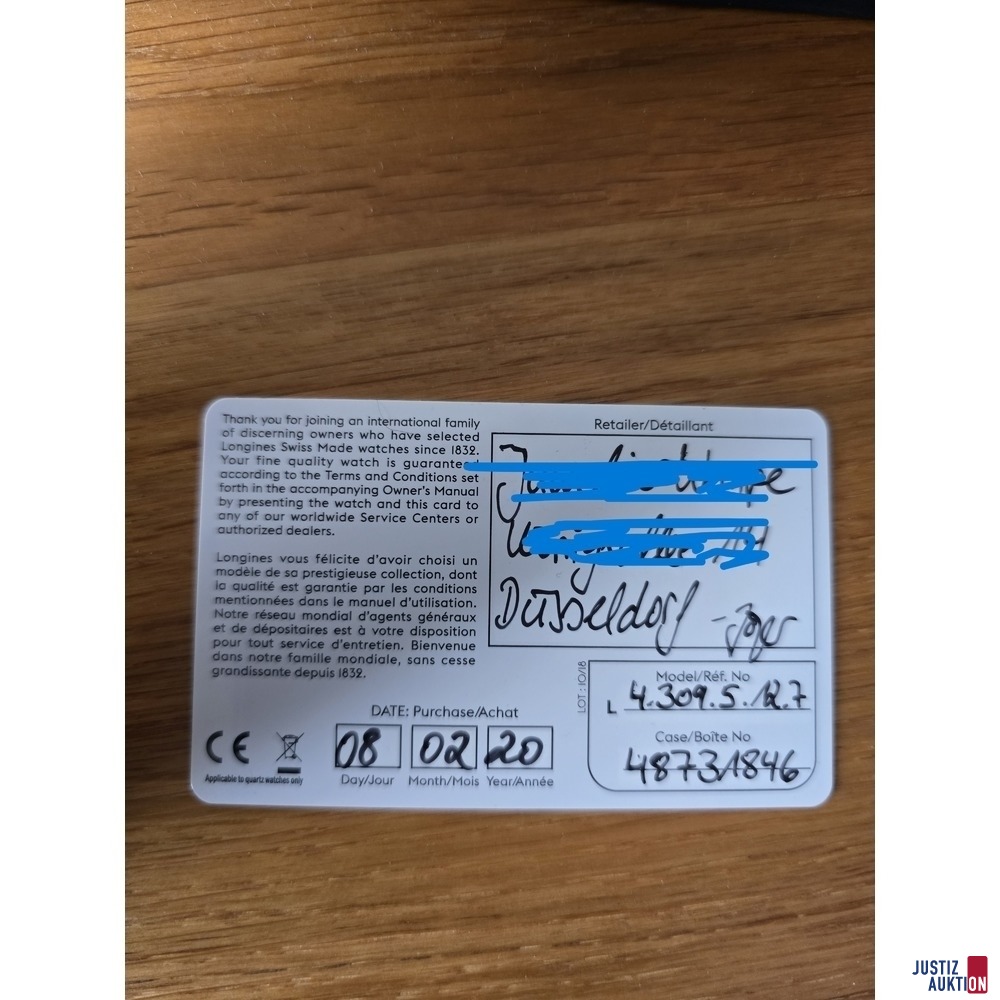 Thank you for joining an international family
of discerning owners who have selected
Longines Swiss Made watches since 1832.
Your fine quality watch is guaranteed
according to the Terms and Conditions set
forth in the accompanying Owner's Manual
by presenting the watch and this card to
any of our worldwide Service Centers or
authorized dealers.
Longines vous félicite d'avoir choisi un
modèle de sa prestigieuse collection, dont
la qualité est garantie par les conditions
mentionnées dans le manuel d'utilisation.
Notre réseau mondial d'agents généraux
et de dépositaires est à votre disposition
pour tout service d'entretien. Bienvenue
dans notre famille mondiale, sans cesse
grandissante depuis 1832.
Retailer/Détaillant
Düsseldorf
LOT : 10/18
Model/Réf. No
L 4.309.5.12.7
Case/Boîte No
48731846
DATE: Purchase/Achat
08 02 20
Day/Jour Month/Mois Year/Année
CE
Applicable to quartz watches only
JUSTIZ
AUKTION